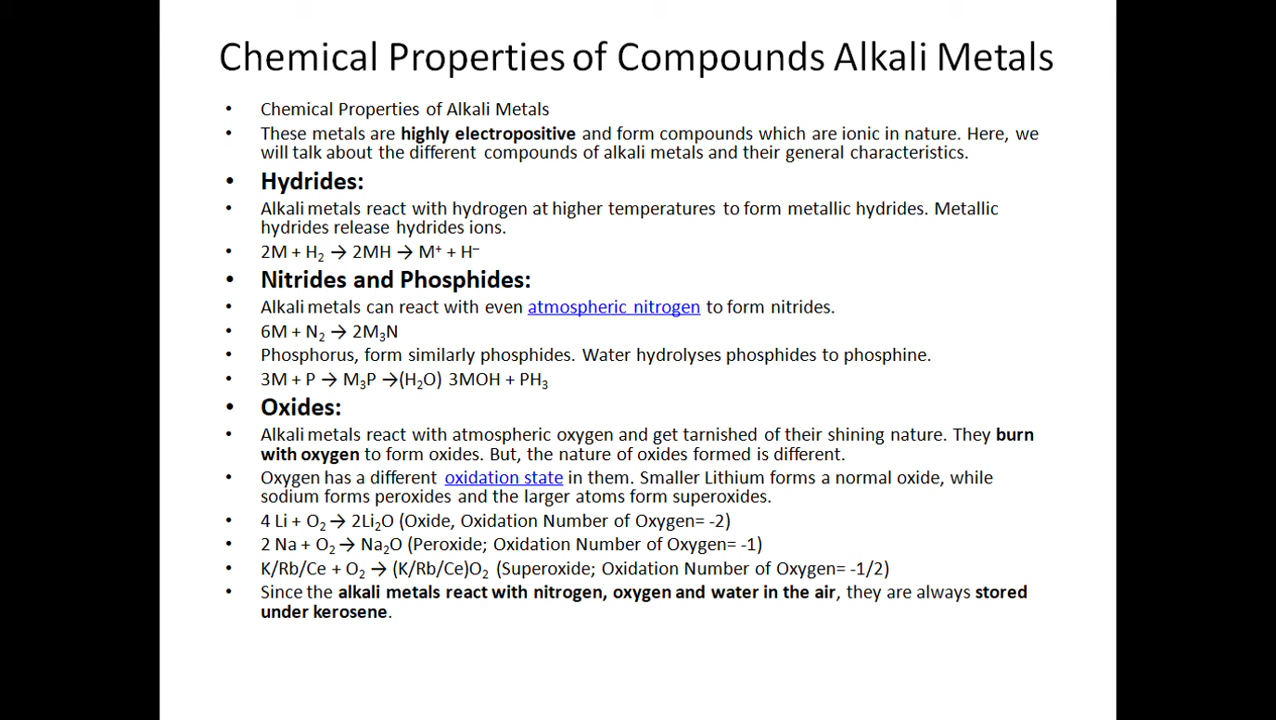 Chemical Properties of Compounds Alkali Metals
• Chemical Properties of Alkali Metals
• These metals are highly electropositive and form compounds which are ionic in nature. Here, we
will talk about the different compounds of alkali metals and their general characteristics.
• Hydrides:
• Alkali metals react with hydrogen at higher temperatures to form metallic hydrides. Metallic
hydrides release hydrides ions.
• 2M + H₂ → 2MH → M⁺ + H⁻
• Nitrides and Phosphides:
• Alkali metals can react with even atmospheric nitrogen to form nitrides.
• 6M + N₂ → 2M₃N
• Phosphorus, form similarly phosphides. Water hydrolyses phosphides to phosphine.
• 3M + P → M₃P →(H₂O) 3MOH + PH₃
• Oxides:
• Alkali metals react with atmospheric oxygen and get tarnished of their shining nature. They burn
with oxygen to form oxides. But, the nature of oxides formed is different.
• Oxygen has a different oxidation state in them. Smaller Lithium forms a normal oxide, while
sodium forms peroxides and the larger atoms form superoxides.
• 4 Li + O₂ → 2Li₂O (Oxide, Oxidation Number of Oxygen= -2)
• 2 Na + O₂ → Na₂O (Peroxide; Oxidation Number of Oxygen= -1)
• K/Rb/Ce + O₂ → (K/Rb/Ce)O₂ (Superoxide; Oxidation Number of Oxygen= -1/2)
• Since the alkali metals react with nitrogen, oxygen and water in the air, they are always stored
under kerosene.